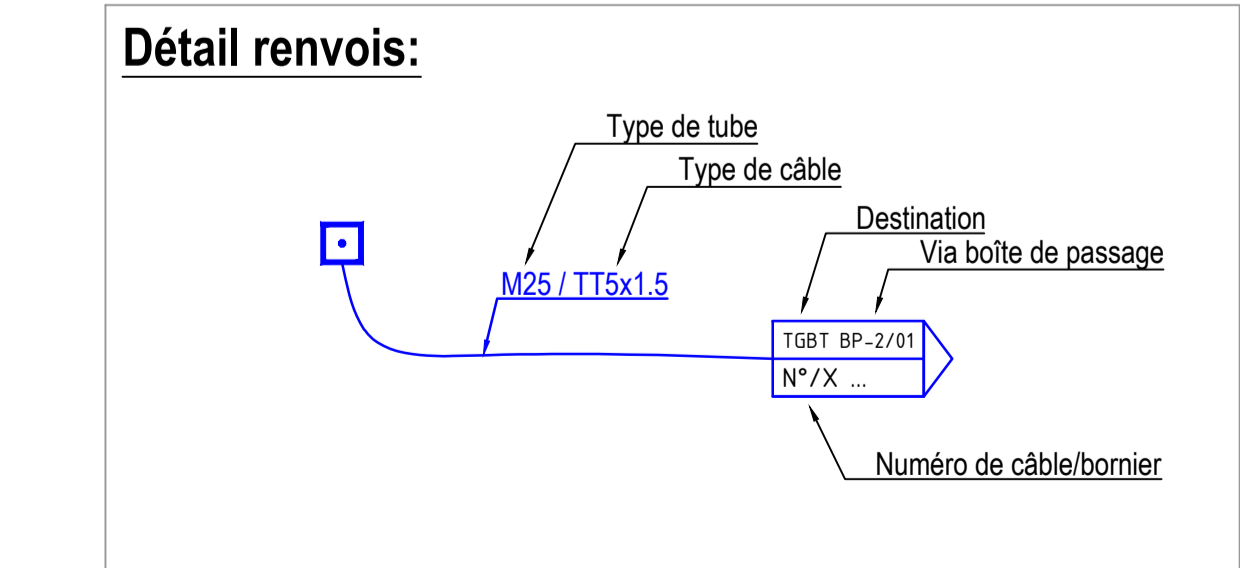 Détail renvois:
Type de tube
Type de câble
Destination
Via boîte de passage
M25 / TT5x1.5
TGBT BP-2/01
N°/X ...
Numéro de câble/bornier